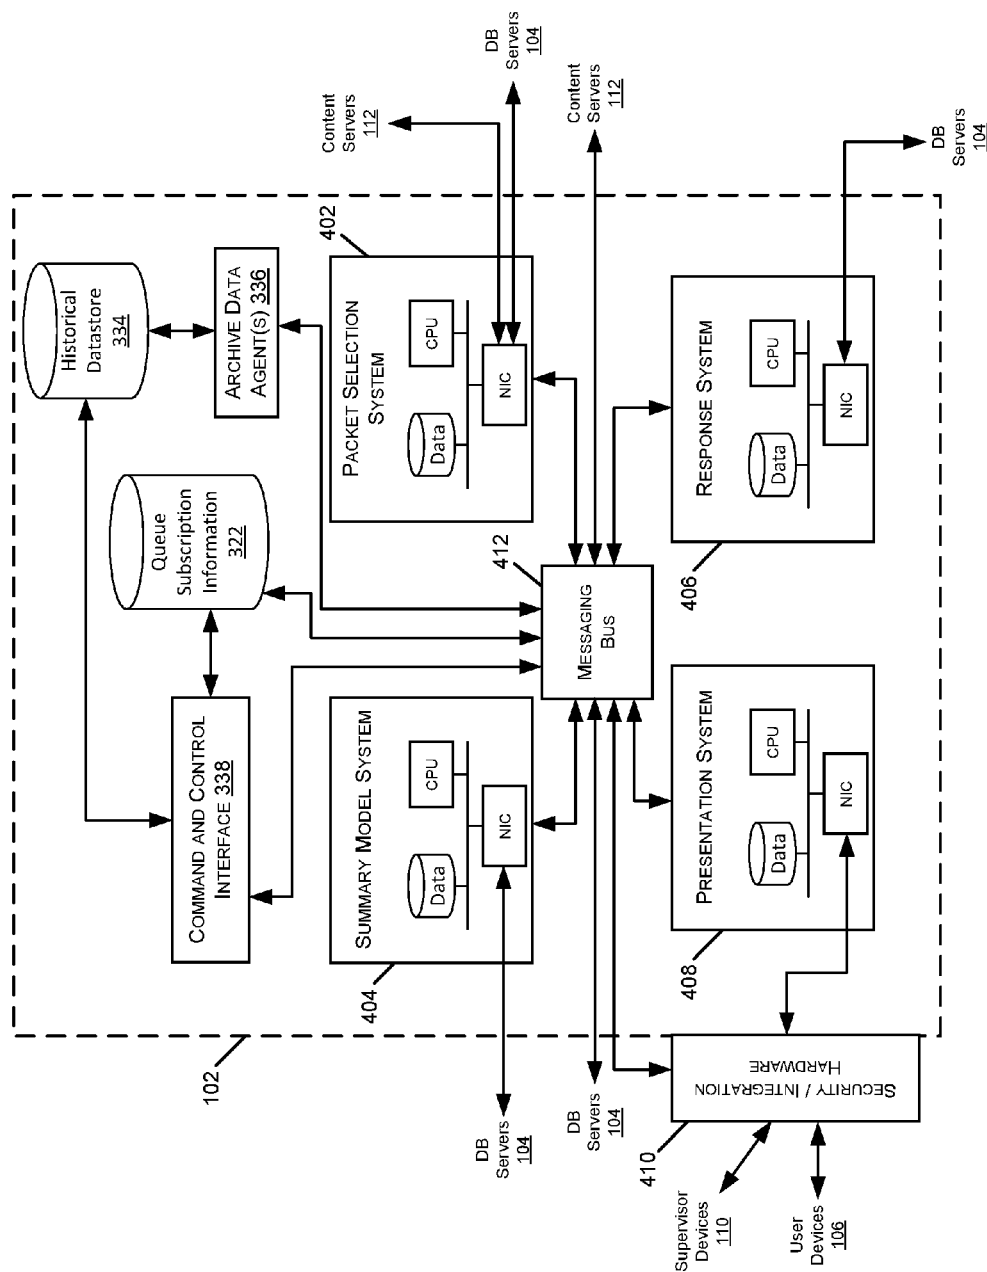 102
COMMAND AND CONTROL
INTERFACE 338
Queue
Subscription
Information
322
Historical
Datastore
334
ARCHIVE DATA
AGENT(S) 336
404
SUMMARY MODEL SYSTEM
Data
CPU
NIC
402
PACKET SELECTION
SYSTEM
Data
CPU
NIC
Content
Servers
112
DB
Servers
104
DB
Servers
104
DB
Servers
104
412
MESSAGING
BUS
Content
Servers
112
410
SECURITY / INTEGRATION
HARDWARE
Supervisor
Devices
110
User
Devices
106
408
PRESENTATION SYSTEM
Data
CPU
NIC
406
RESPONSE SYSTEM
Data
CPU
NIC
DB
Servers
104